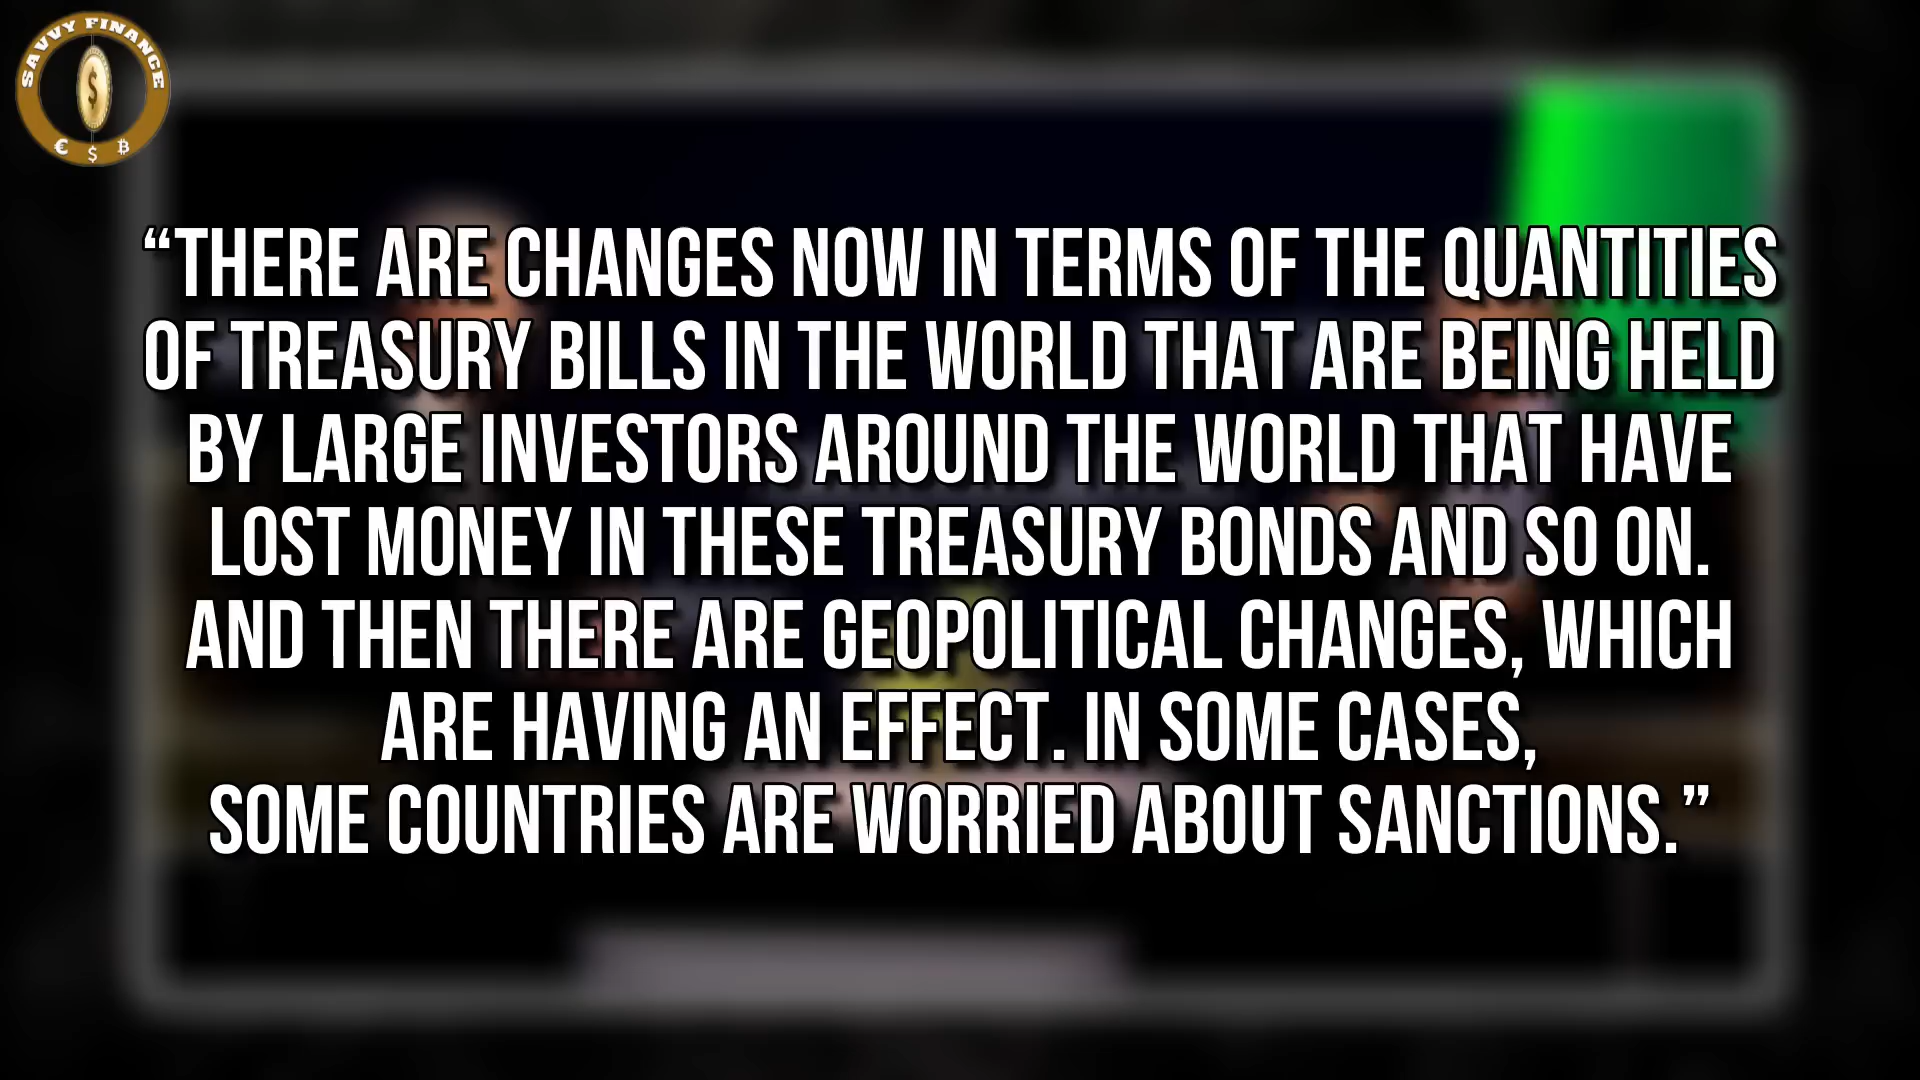 SAVVY FINANCE
$
€ $ ₿
“THERE ARE CHANGES NOW IN TERMS OF THE QUANTITIES
OF TREASURY BILLS IN THE WORLD THAT ARE BEING HELD
BY LARGE INVESTORS AROUND THE WORLD THAT HAVE
LOST MONEY IN THESE TREASURY BONDS AND SO ON.
AND THEN THERE ARE GEOPOLITICAL CHANGES, WHICH
ARE HAVING AN EFFECT. IN SOME CASES,
SOME COUNTRIES ARE WORRIED ABOUT SANCTIONS.”